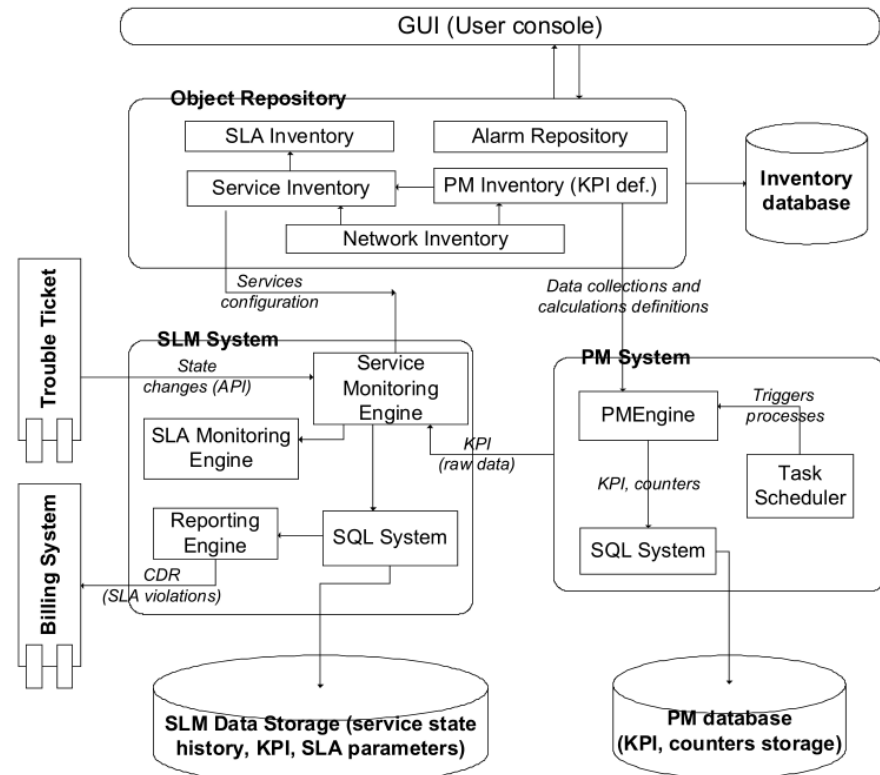 GUI (User console)
Object Repository
SLA Inventory
Alarm Repository
Service Inventory
PM Inventory (KPI def.)
Network Inventory
Inventory
database
Services
configuration
Data collections and
calculations definitions
Trouble Ticket
SLM System
State
changes (API)
Service
Monitoring
Engine
SLA Monitoring
Engine
KPI
(raw data)
Reporting
Engine
SQL System
PM System
PMEngine
Triggers
processes
Task
Scheduler
KPI, counters
SQL System
Billing System
CDR
(SLA violations)
SLM Data Storage (service state
history, KPI, SLA parameters)
PM database
(KPI, counters storage)